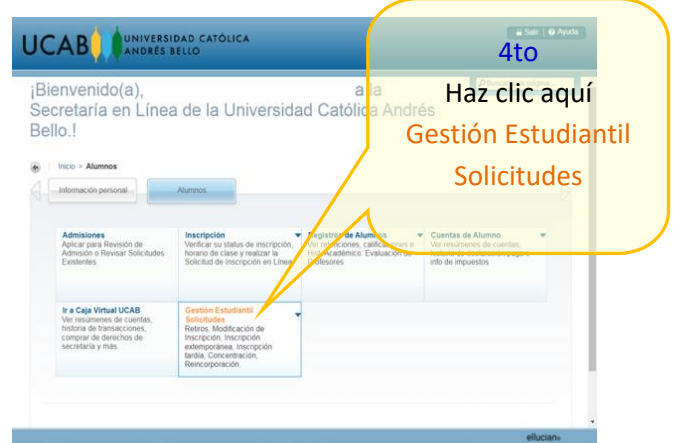 UCAB
UNIVERSIDAD CATÓLICA
ANDRÉS BELLO
Salir | Ayuda
4to
Haz clic aquí
Gestión Estudiantil
Solicitudes
¡Bienvenido(a), a la
Secretaría en Línea de la Universidad Católica Andrés
Bello.!
Inicio > Alumnos
Información personal
Alumnos
Admisiones
Aplicar para Revisión de
Admisión o Revisar Solicitudes
Existentes
Inscripción
Verificar su status de inscripción,
horario de clase y realizar la
Solicitud de Inscripción en Línea
Registros de Alumnos
Ver retenciones, calificaciones e
Hist. Académico. Evaluación de
Profesores
Cuentas de Alumno
Ver resúmenes de cuentas,
info de impuestos
Ir a Caja Virtual UCAB
Ver resúmenes de cuentas,
historia de transacciones,
comprar de derechos de
secretaría y más
Gestión Estudiantil
Solicitudes
Retiros, Modificación de
Inscripción, Inscripción
extemporánea, Inscripción
tardía, Concentración,
Reincorporación
ellucian